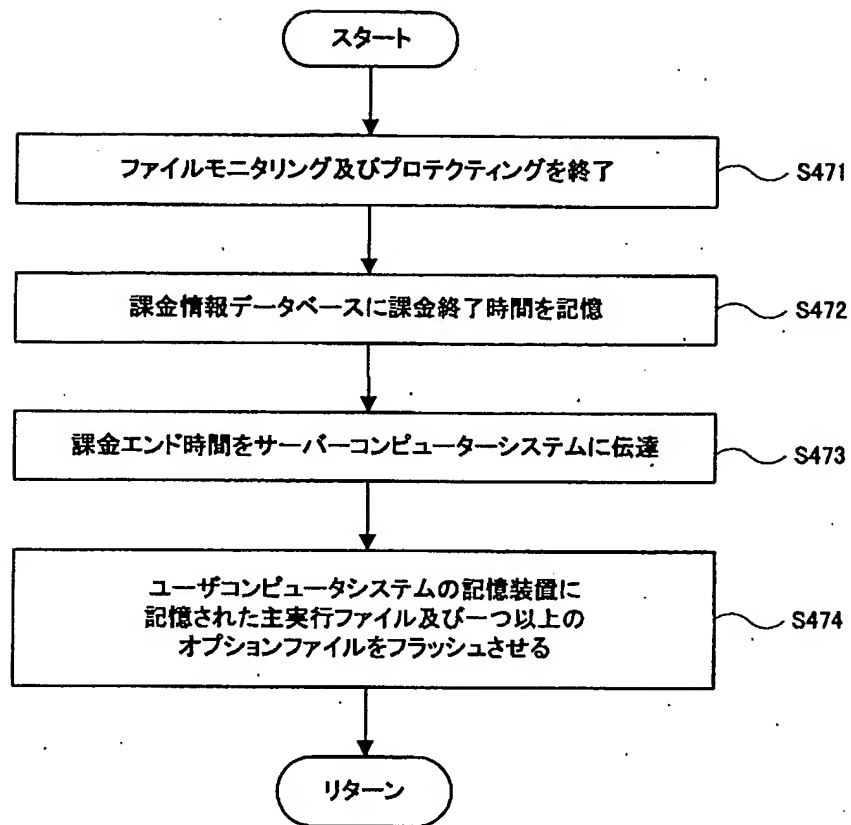 スタート
ファイルモニタリング及びプロテクティングを終了
S471
課金情報データベースに課金終了時間を記憶
S472
課金エンド時間をサーバーコンピューターシステムに伝達
S473
ユーザコンピュータシステムの記憶装置に
記憶された主実行ファイル及び一つ以上の
オプションファイルをフラッシュさせる
S474
リターン